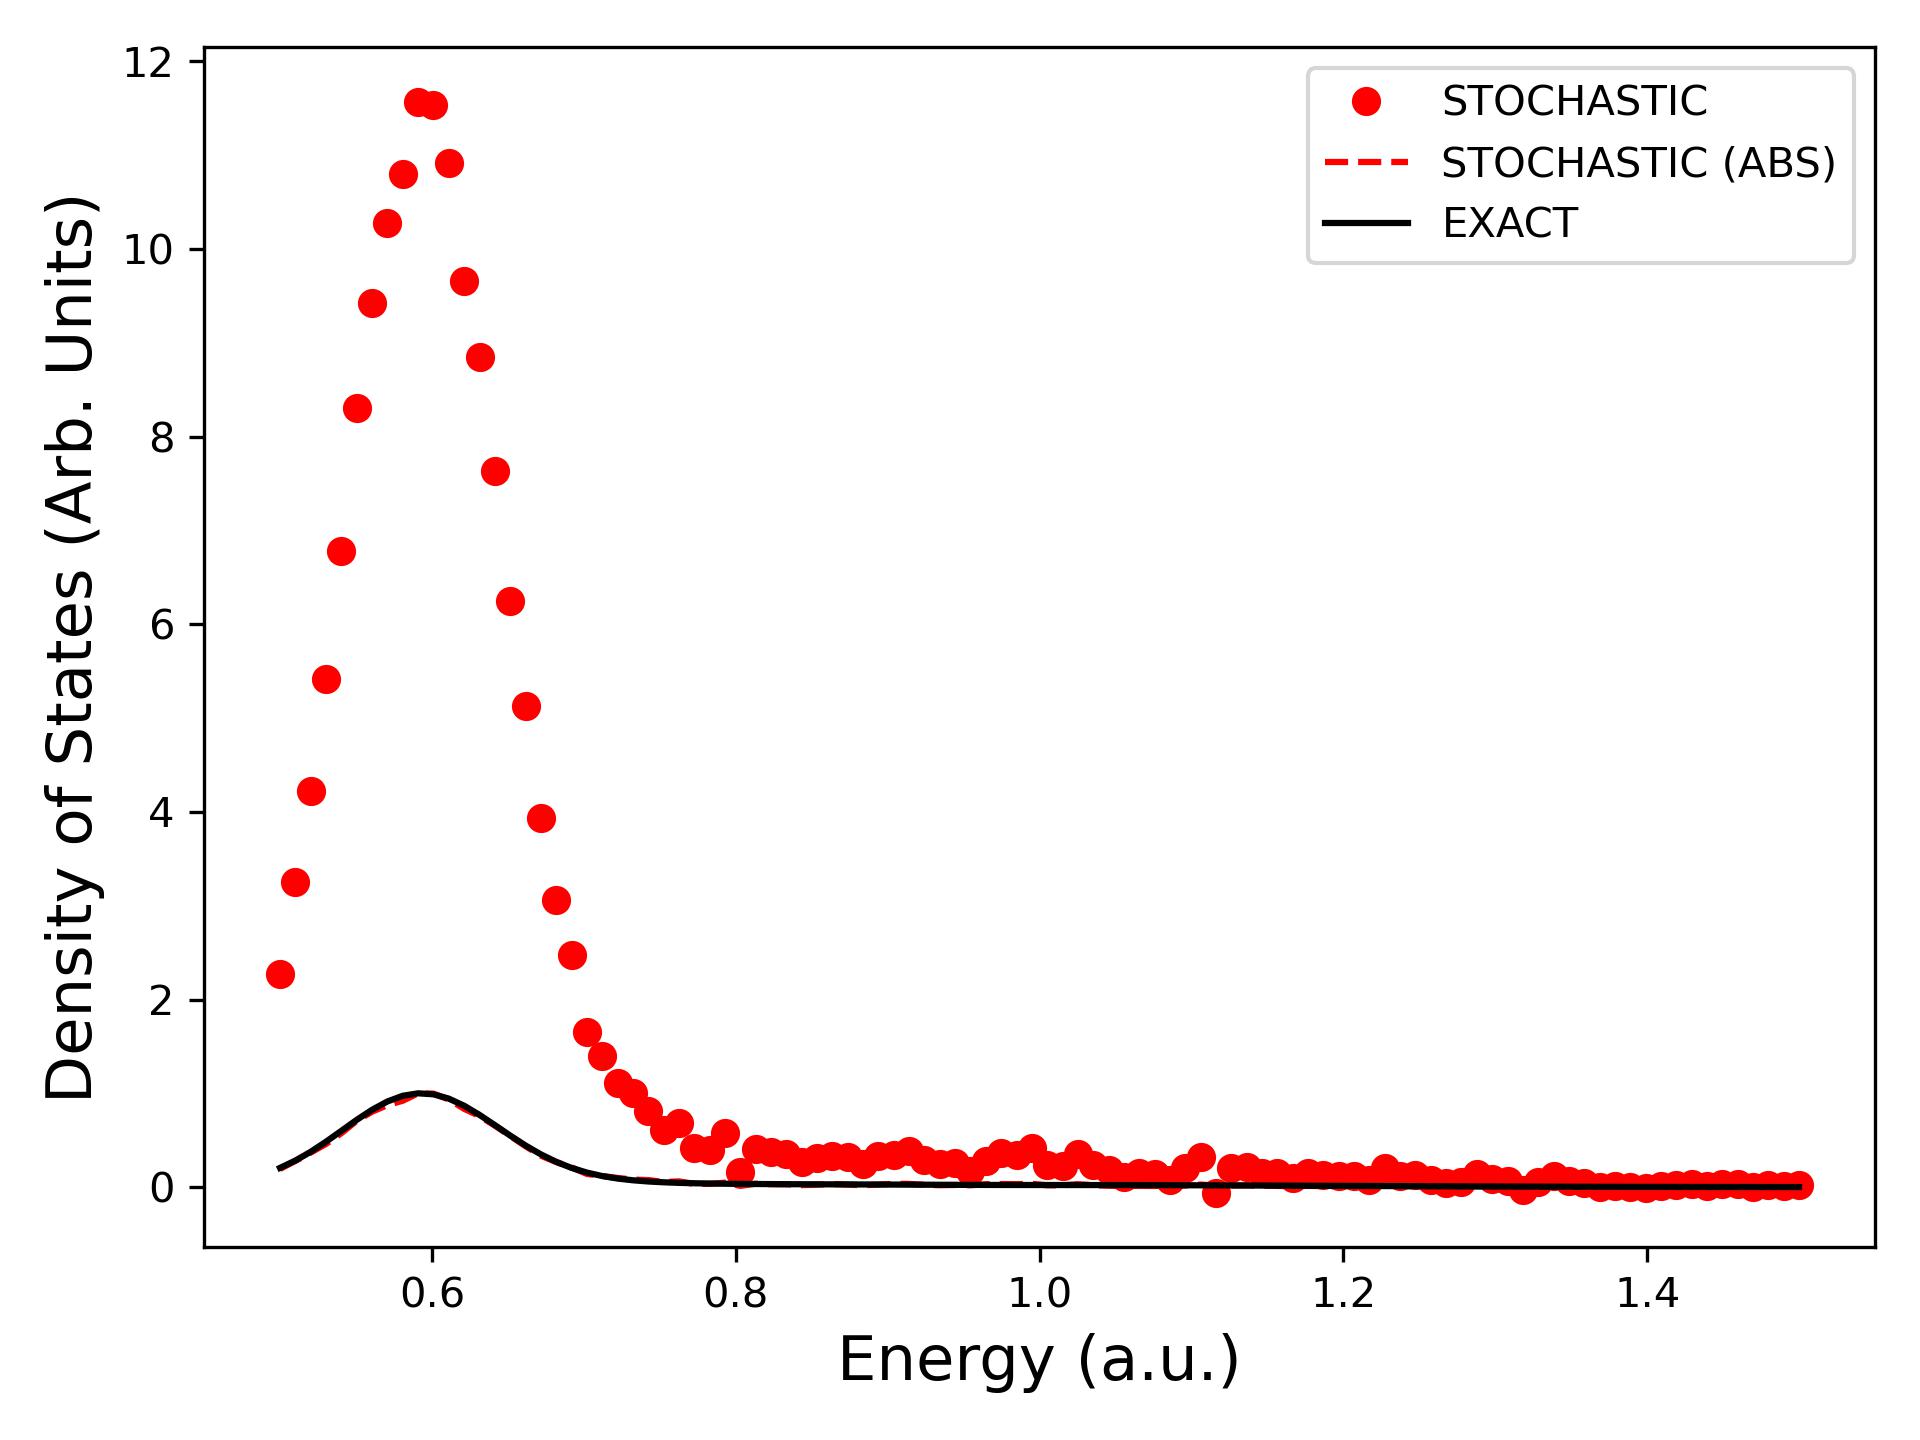 12
10
8
6
4
2
0
Density of States (Arb. Units)
STOCHASTIC
STOCHASTIC (ABS)
EXACT
0.6 0.8 1.0 1.2 1.4
Energy (a.u.)